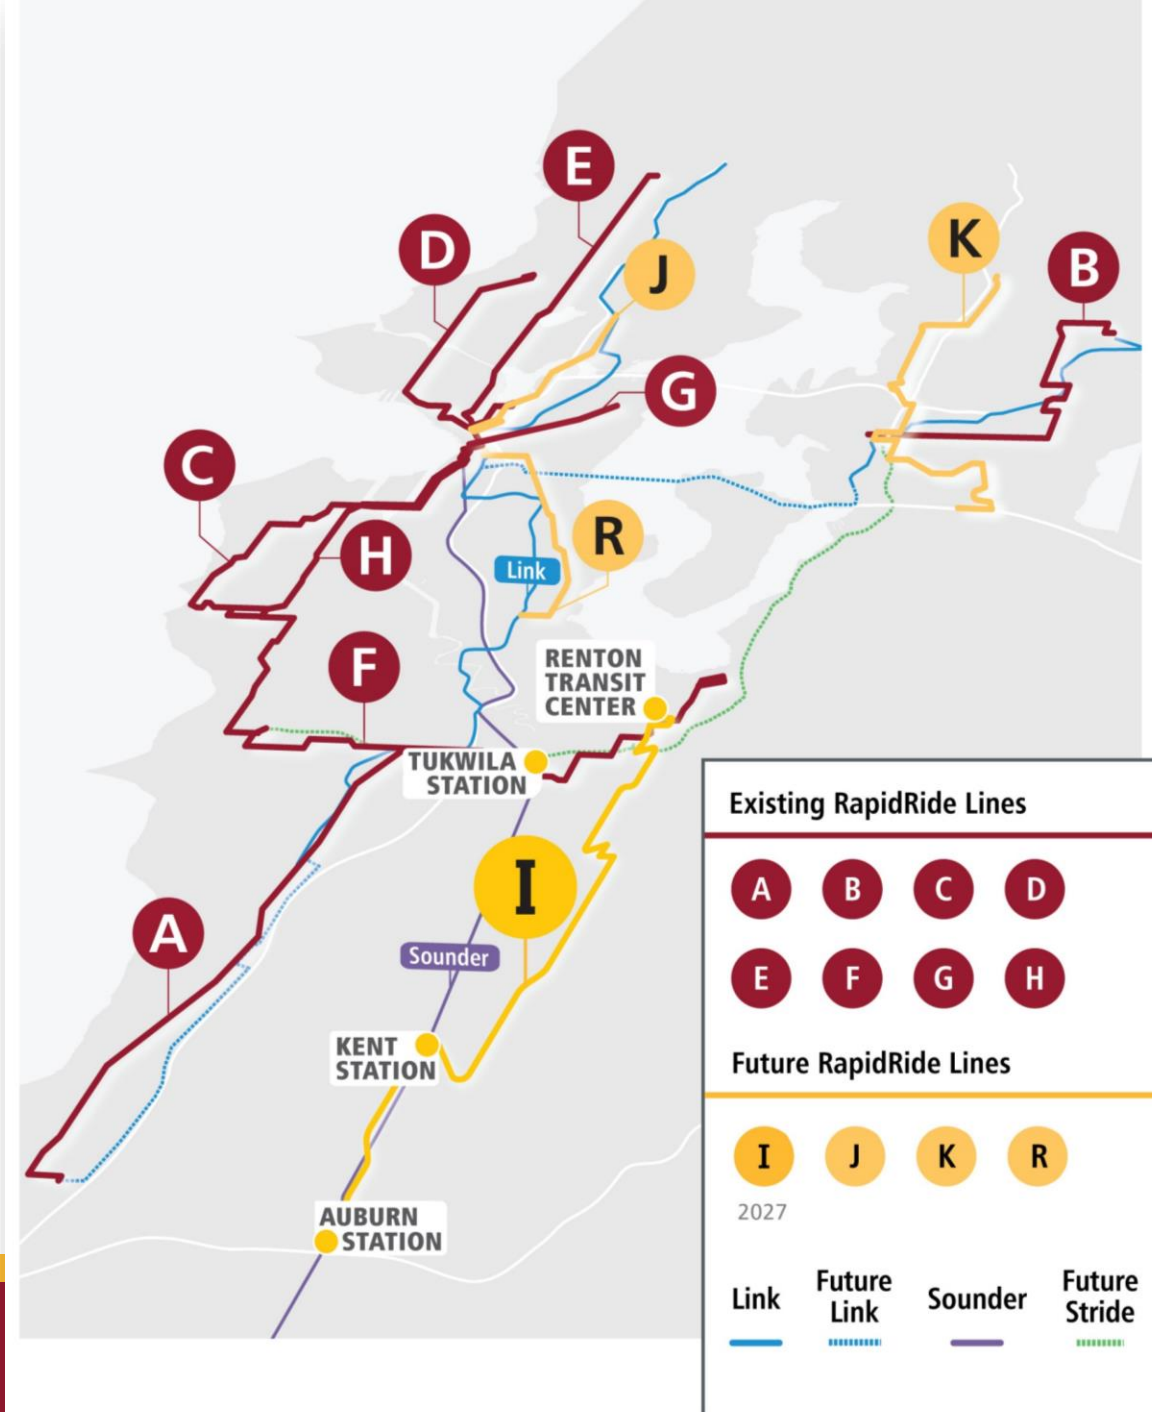 E
D
J
K
B
G
C
H
R
Link
F
RENTON
TRANSIT
CENTER
TUKWILA
STATION
I
A
Sounder
KENT
STATION
AUBURN
STATION
Existing RapidRide Lines
A B C D
E F G H
Future RapidRide Lines
I J K R
2027
Link
Future
Link
Sounder
Future
Stride